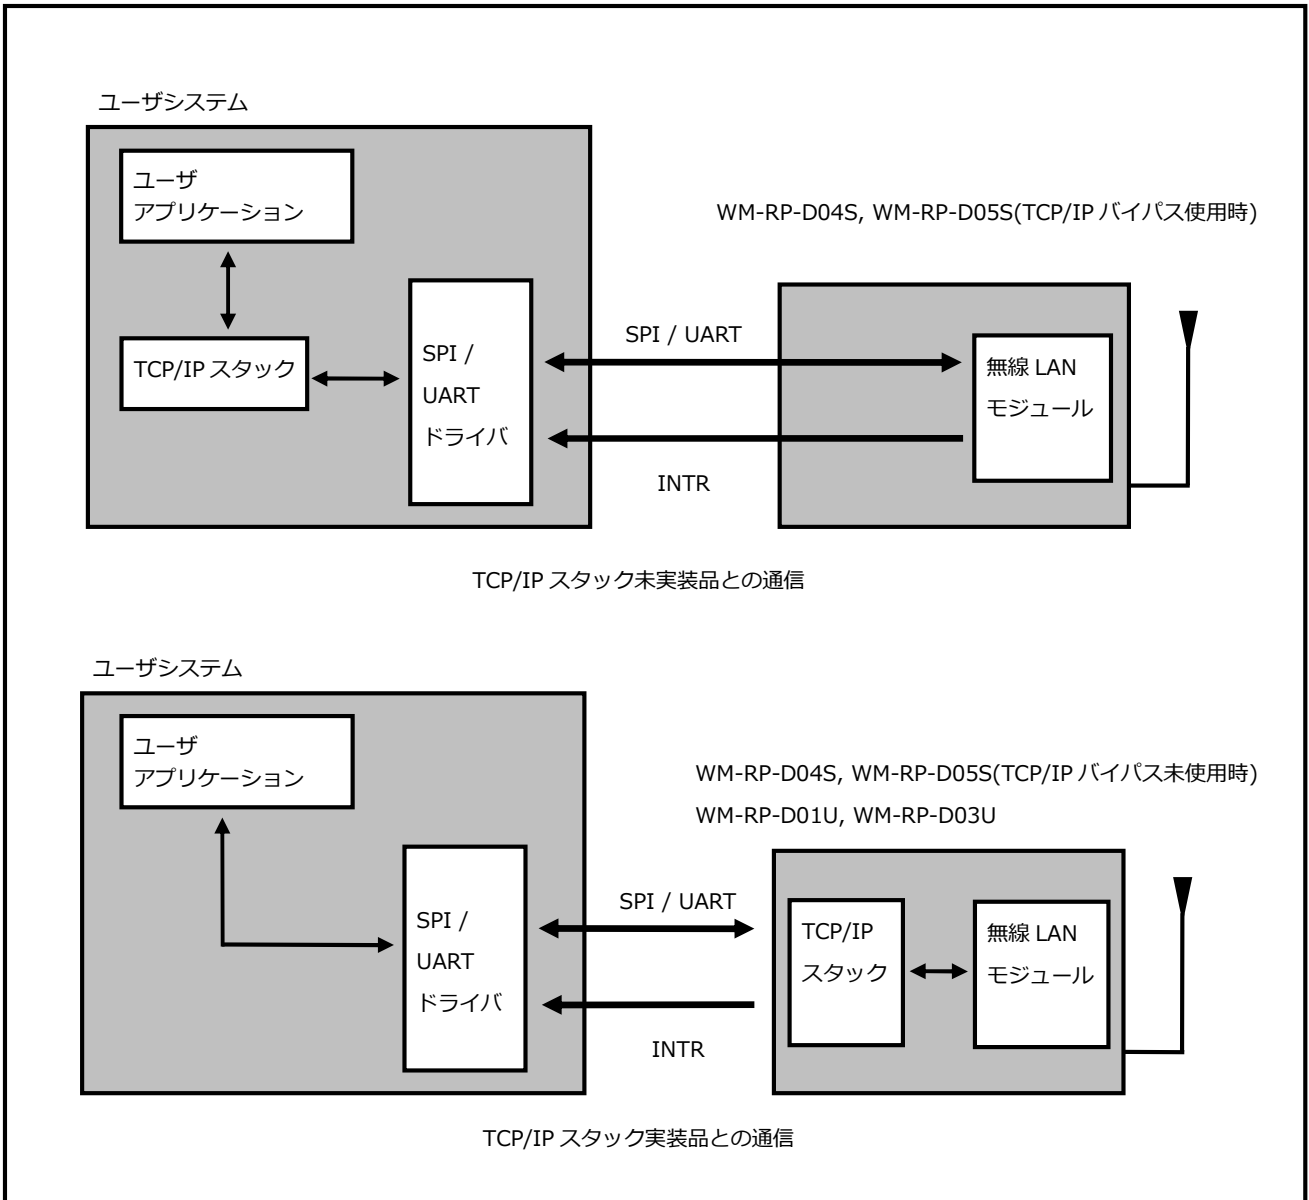 ユーザシステム
ユーザ
アプリケーション
WM-RP-D04S, WM-RP-D05S(TCP/IP バイパス使用時)
TCP/IP スタック
SPI /
UART
ドライバ
SPI / UART
INTR
無線 LAN
モジュール
TCP/IP スタック未実装品との通信
ユーザシステム
ユーザ
アプリケーション
WM-RP-D04S, WM-RP-D05S(TCP/IP バイパス未使用時)
WM-RP-D01U, WM-RP-D03U
SPI /
UART
ドライバ
SPI / UART
INTR
TCP/IP
スタック
無線 LAN
モジュール
TCP/IP スタック実装品との通信